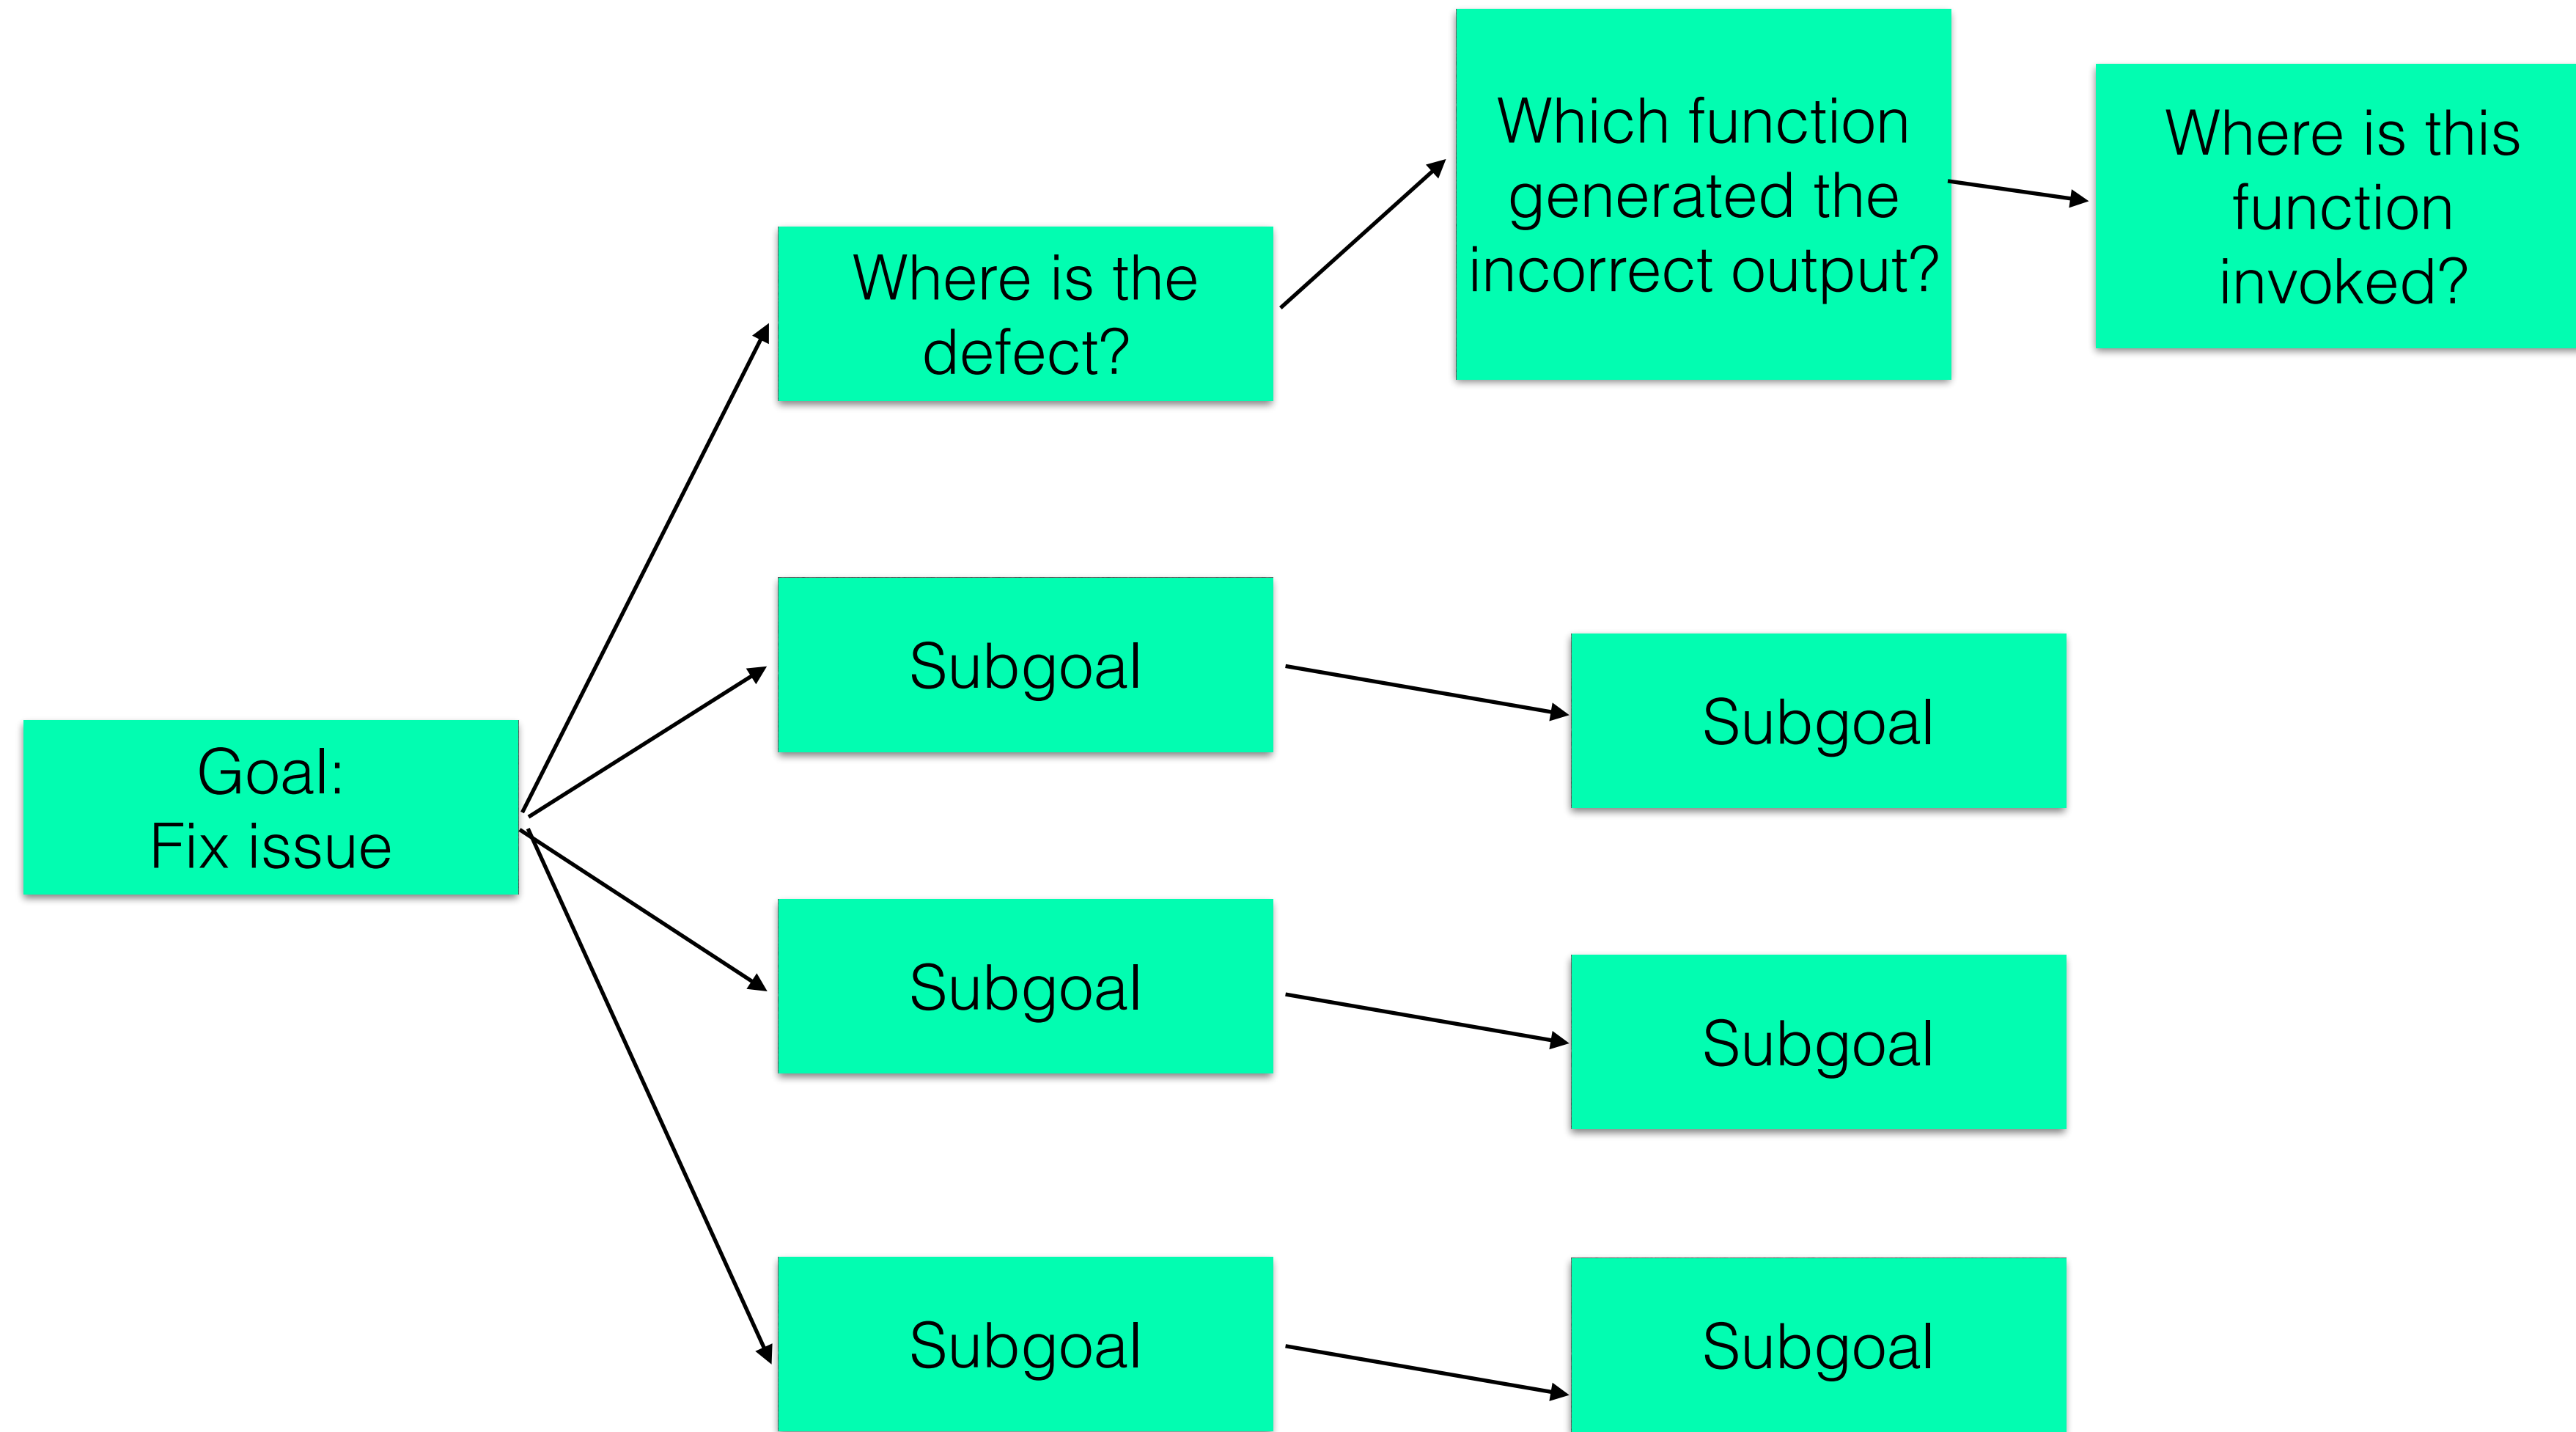 Which function
generated the
incorrect output?
Where is this
function
invoked?
Where is the
defect?
Subgoal
Subgoal
Goal:
Fix issue
Subgoal
Subgoal
Subgoal
Subgoal